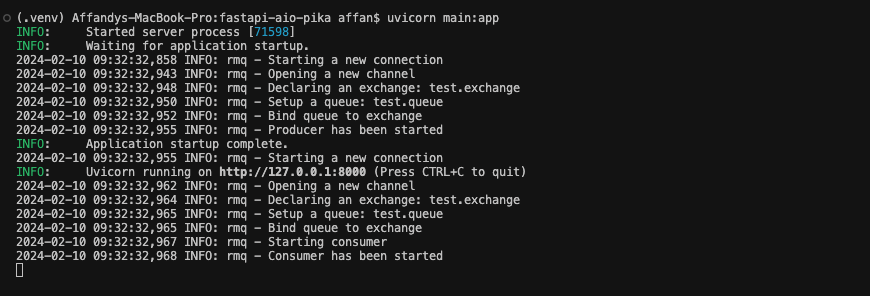 (.venv) Affandys-MacBook-Pro:fastapi-aio-pika affan$ uvicorn main:app
INFO:     Started server process [71598]
INFO:     Waiting for application startup.
2024-02-10 09:32:32,858 INFO: rmq - Starting a new connection
2024-02-10 09:32:32,943 INFO: rmq - Opening a new channel
2024-02-10 09:32:32,948 INFO: rmq - Declaring an exchange: test.exchange
2024-02-10 09:32:32,950 INFO: rmq - Setup a queue: test.queue
2024-02-10 09:32:32,952 INFO: rmq - Bind queue to exchange
2024-02-10 09:32:32,955 INFO: rmq - Producer has been started
INFO:     Application startup complete.
2024-02-10 09:32:32,955 INFO: rmq - Starting a new connection
INFO:     Uvicorn running on http://127.0.0.1:8000 (Press CTRL+C to quit)
2024-02-10 09:32:32,962 INFO: rmq - Opening a new channel
2024-02-10 09:32:32,964 INFO: rmq - Declaring an exchange: test.exchange
2024-02-10 09:32:32,965 INFO: rmq - Setup a queue: test.queue
2024-02-10 09:32:32,965 INFO: rmq - Bind queue to exchange
2024-02-10 09:32:32,967 INFO: rmq - Starting consumer
2024-02-10 09:32:32,968 INFO: rmq - Consumer has been started